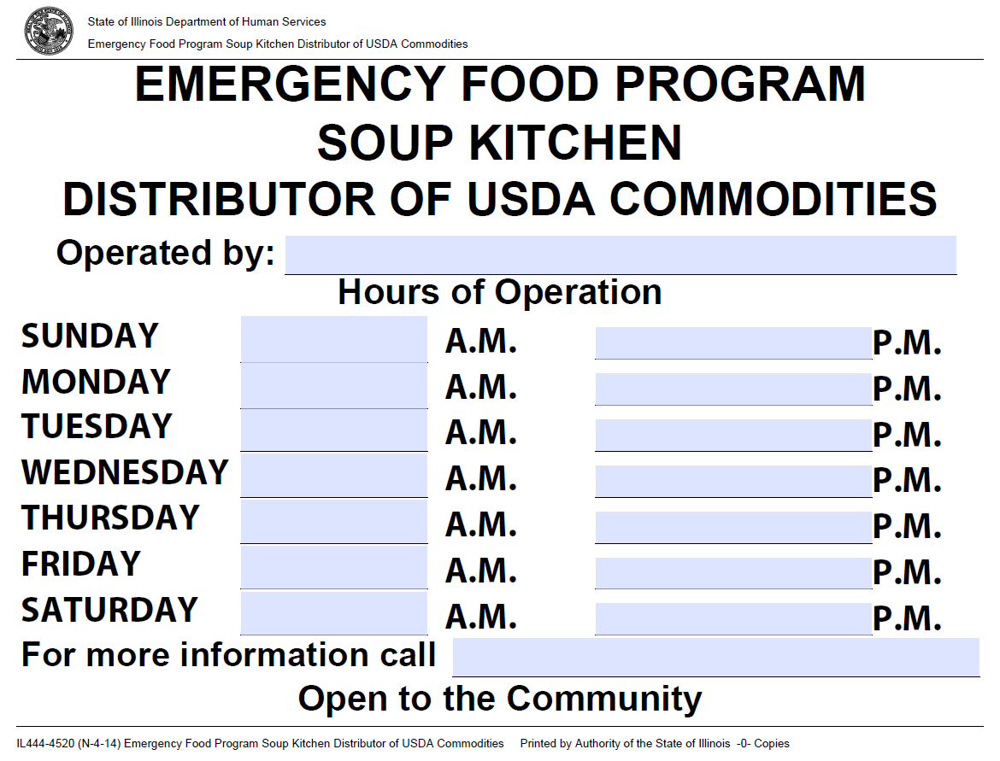 State of Illinois Department of Human Services
Emergency Food Program Soup Kitchen Distributor of USDA Commodities
EMERGENCY FOOD PROGRAM
SOUP KITCHEN
DISTRIBUTOR OF USDA COMMODITIES
Operated by:
Hours of Operation
SUNDAY A.M. P.M.
MONDAY A.M. P.M.
TUESDAY A.M. P.M.
WEDNESDAY A.M. P.M.
THURSDAY A.M. P.M.
FRIDAY A.M. P.M.
SATURDAY A.M. P.M.
For more information call
Open to the Community
IL444-4520 (N-4-14) Emergency Food Program Soup Kitchen Distributor of USDA Commodities Printed by Authority of the State of Illinois -0- Copies